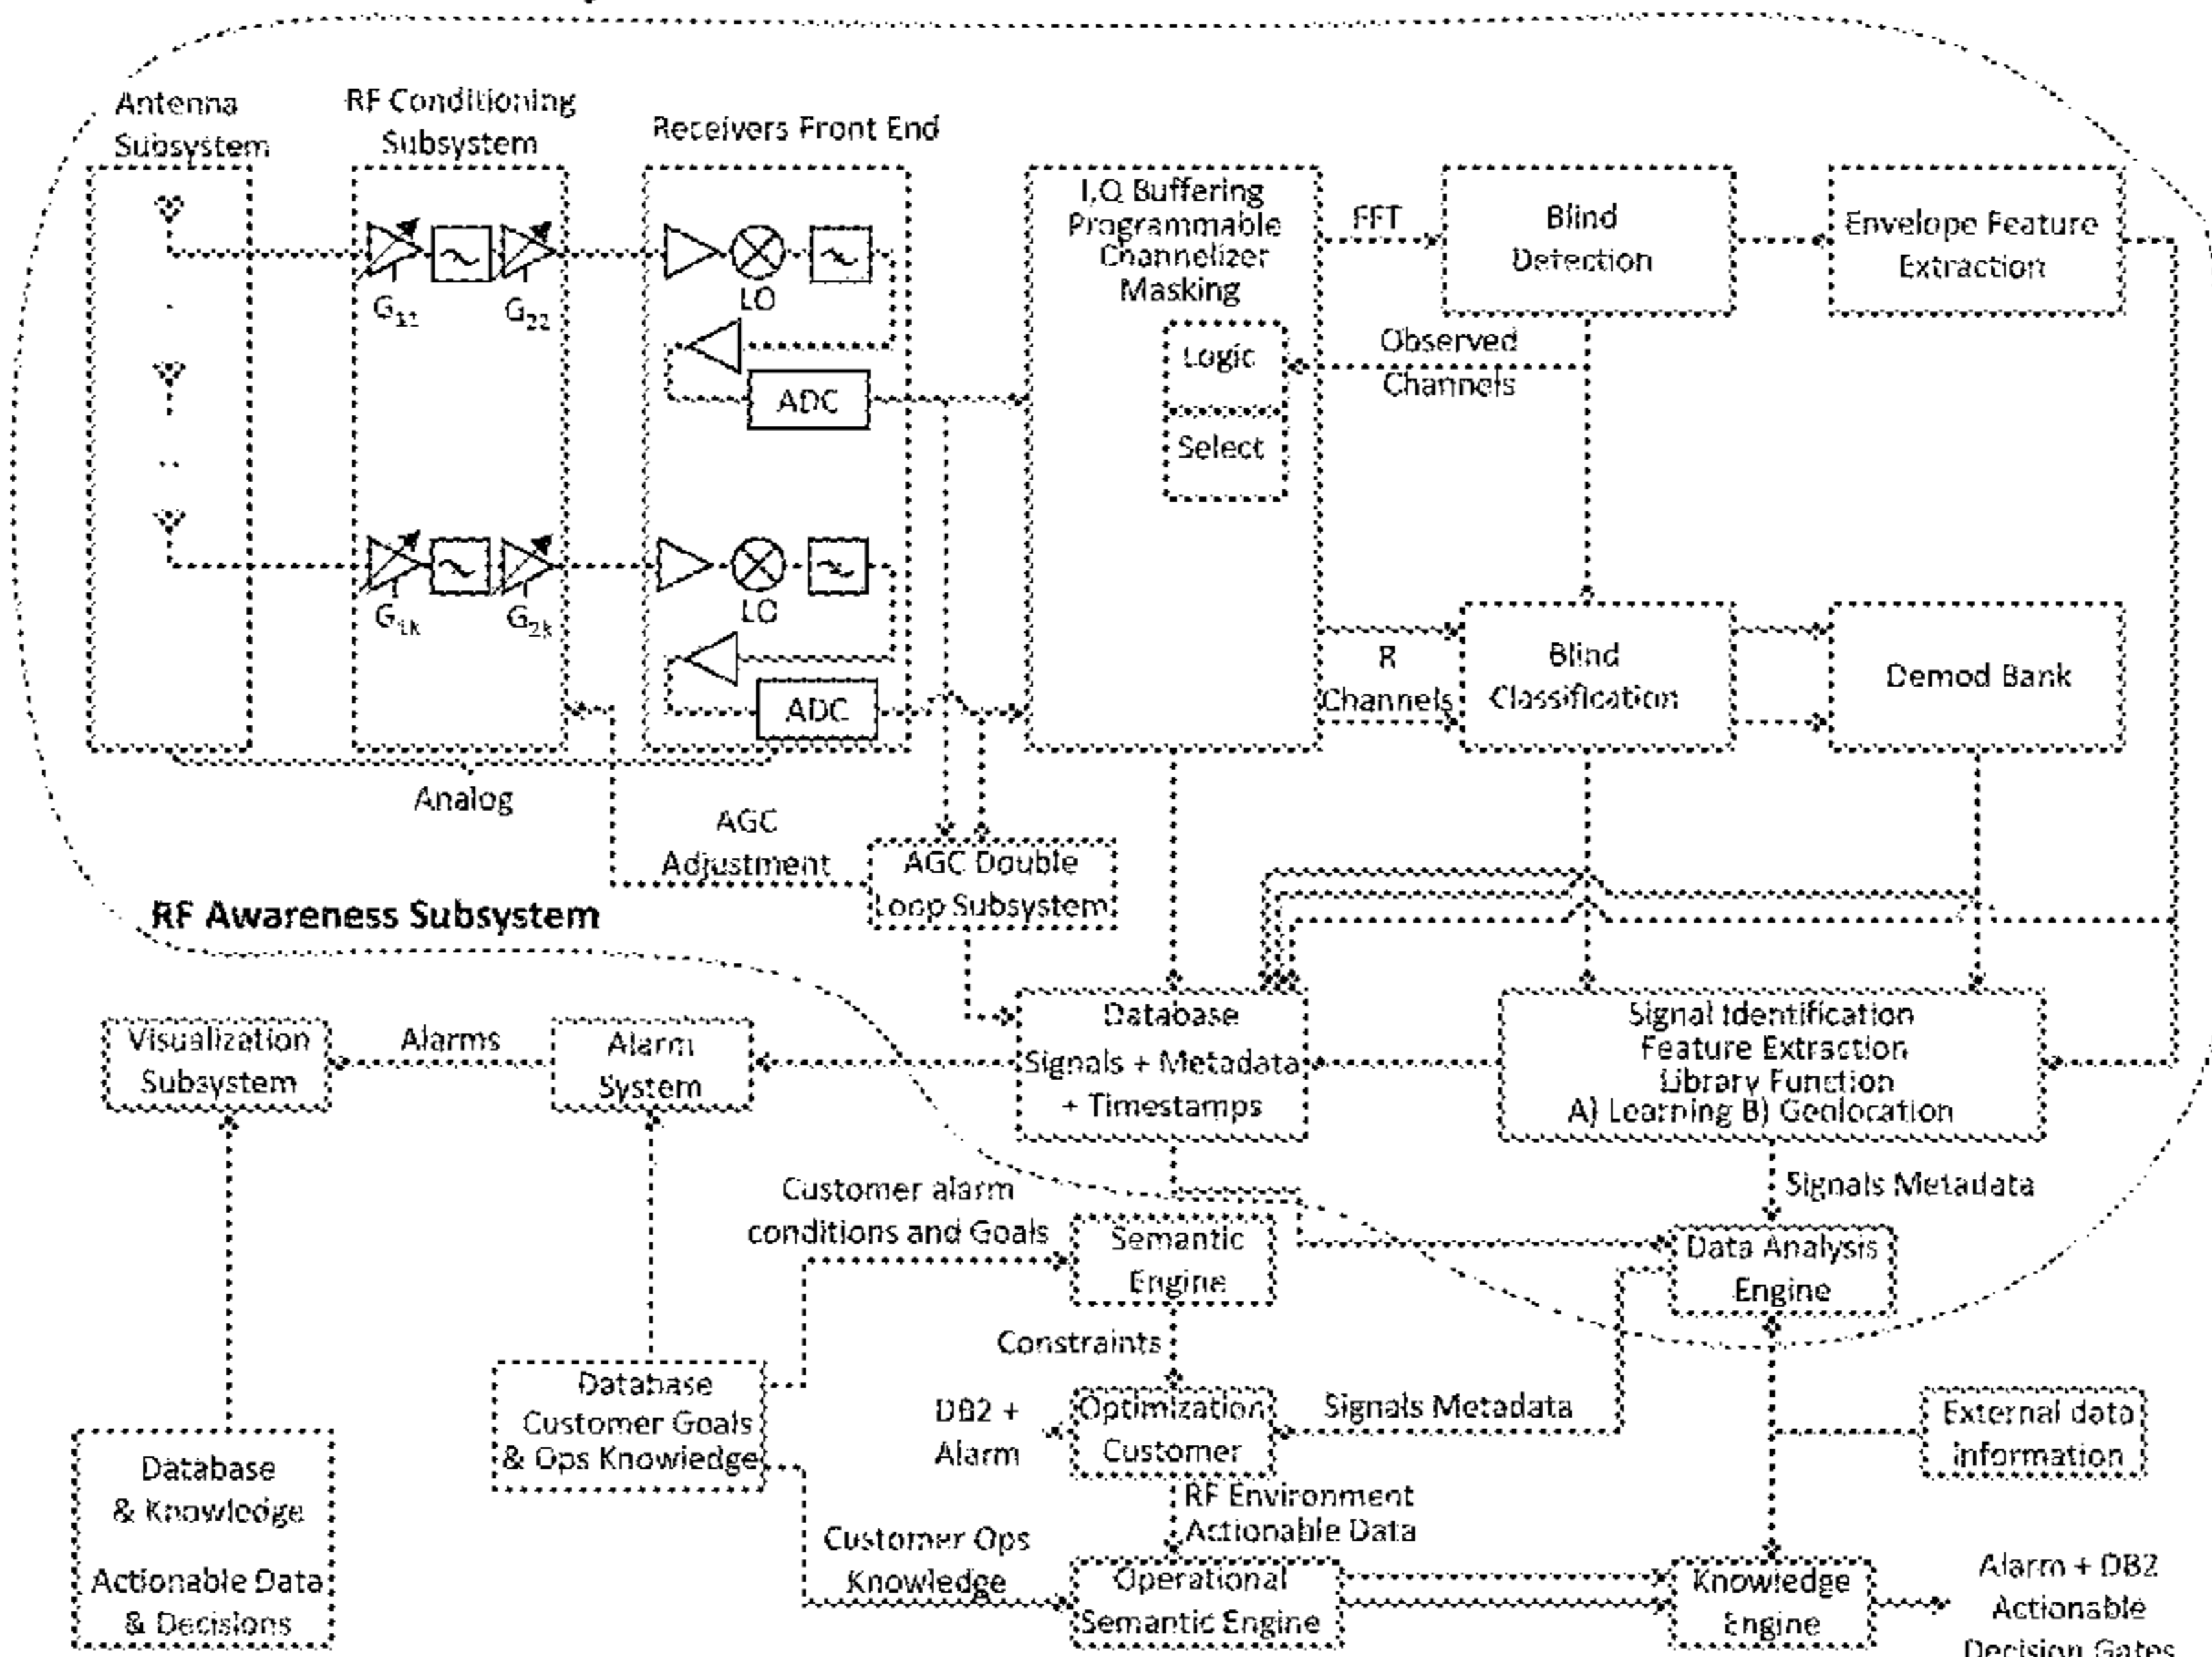 Antenna
Subsystem
RF Conditioning
Subsystem
Receivers Front End
G11
G22
LO
ADC
G1k
G2k
LO
ADC
Analog
I,Q Buffering
Programmable
Channelizer
Masking
Logic
Select
FFT
Blind
Detection
Envelope Feature
Extraction
Observed
Channels
R
Channels
Blind
Classification
Demod Bank
AGC
Adjustment
AGC Double
Loop Subsystem
RF Awareness Subsystem
Visualization
Subsystem
Alarms
Alarm
System
Database
Signals + Metadata
+ Timestamps
Signal Identification
Feature Extraction
Library Function
A) Learning B) Geolocation
Signals Metadata
Customer alarm
conditions and Goals
Semantic
Engine
Data Analysis
Engine
Constraints
Database
Customer Goals
& Ops Knowledge
DB2 +
Alarm
Optimization
Customer
Signals Metadata
External data
information
Database
& Knowledge
Actionable Data
& Decisions
RF Environment
Actionable Data
Customer Ops
Knowledge
Operational
Semantic Engine
Knowledge
Engine
Alarm + DB2
Actionable
Decision Gates